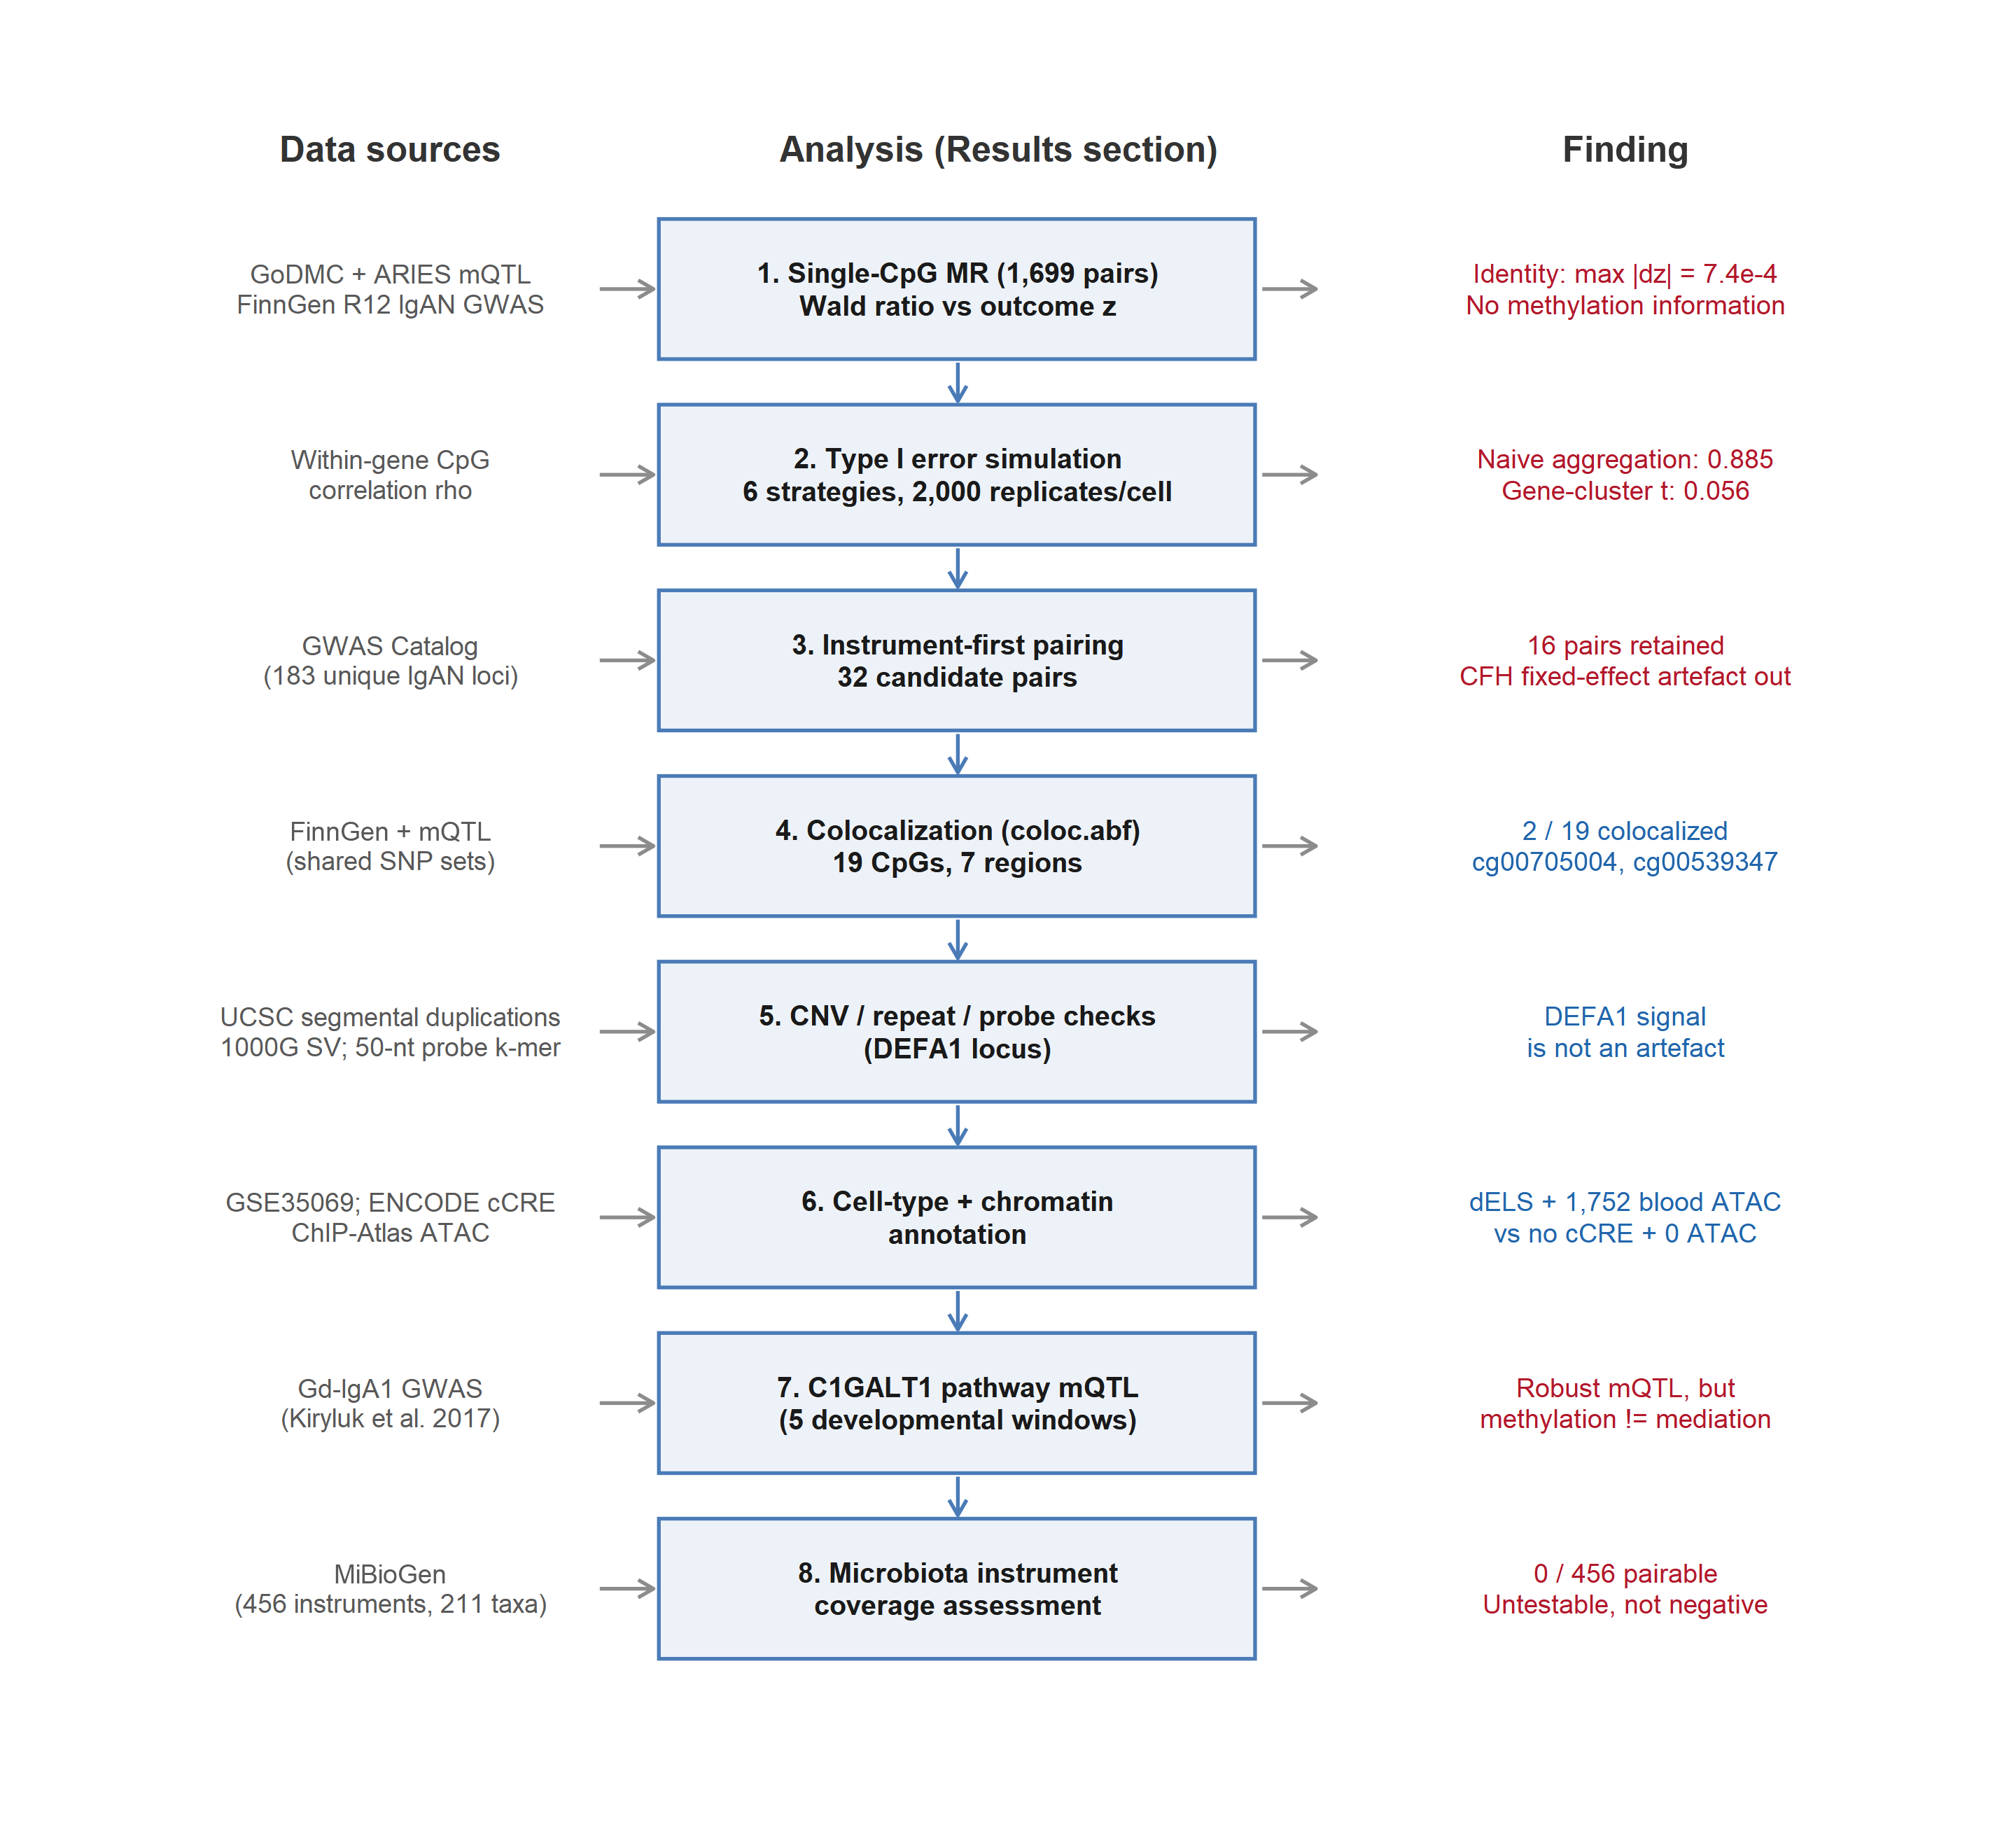 Data sources
Analysis (Results section)
Finding
GoDMC + ARIES mQTL
FinnGen R12 IgAN GWAS
1. Single-CpG MR (1,699 pairs)
Wald ratio vs outcome z
Identity: max |dz| = 7.4e-4
No methylation information
Within-gene CpG
correlation rho
2. Type I error simulation
6 strategies, 2,000 replicates/cell
Naive aggregation: 0.885
Gene-cluster t: 0.056
GWAS Catalog
(183 unique IgAN loci)
3. Instrument-first pairing
32 candidate pairs
16 pairs retained
CFH fixed-effect artefact out
FinnGen + mQTL
(shared SNP sets)
4. Colocalization (coloc.abf)
19 CpGs, 7 regions
2 / 19 colocalized
cg00705004, cg00539347
UCSC segmental duplications
1000G SV; 50-nt probe k-mer
5. CNV / repeat / probe checks
(DEFA1 locus)
DEFA1 signal
is not an artefact
GSE35069; ENCODE cCRE
ChIP-Atlas ATAC
6. Cell-type + chromatin
annotation
dELS + 1,752 blood ATAC
vs no cCRE + 0 ATAC
Gd-IgA1 GWAS
(Kiryluk et al. 2017)
7. C1GALT1 pathway mQTL
(5 developmental windows)
Robust mQTL, but
methylation != mediation
MiBioGen
(456 instruments, 211 taxa)
8. Microbiota instrument
coverage assessment
0 / 456 pairable
Untestable, not negative